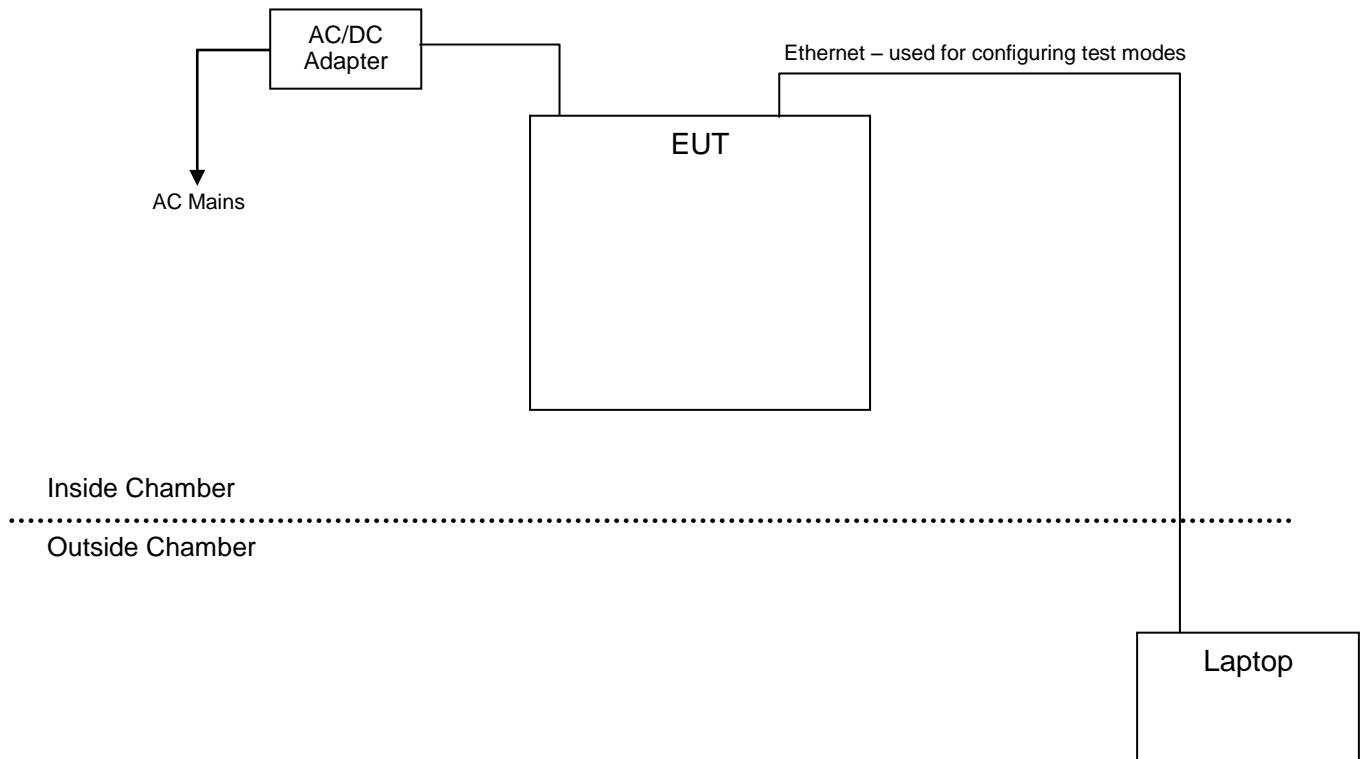 AC/DC
Adapter
Ethernet – used for configuring test modes
EUT
AC Mains
Inside Chamber
Outside Chamber
Laptop